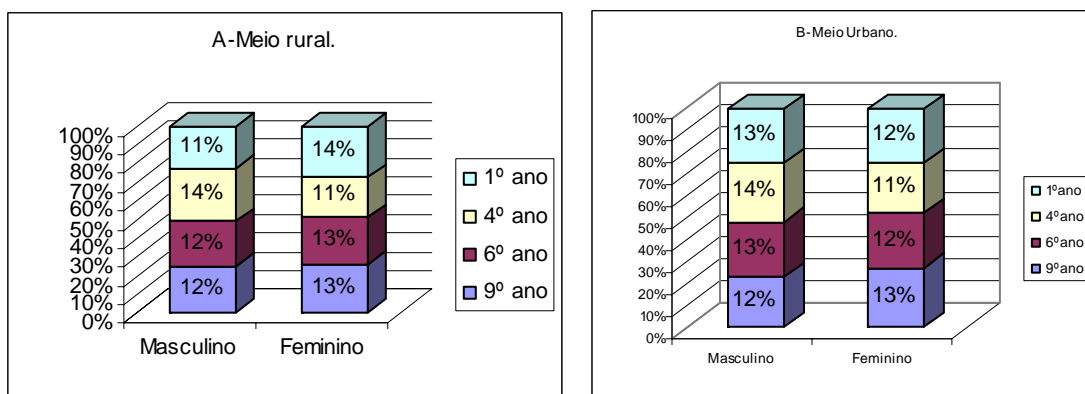 A-Meio rural.
100%
90%
80%
70%
60%
50%
40%
30%
20%
10%
0%
11%
14%
14%
11%
12%
13%
12%
13%
Masculino
Feminino
1º ano
4º ano
6º ano
9º ano
B-Meio Urbano.
100%
90%
80%
70%
60%
50%
40%
30%
20%
10%
0%
13%
12%
14%
11%
13%
12%
12%
13%
Masculino
Feminino
1ºano
4ºano
6ºano
9ºano